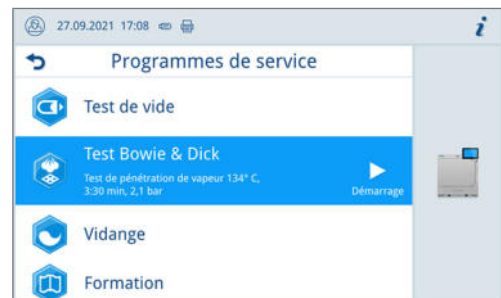 27.09.2021 17:08
i
Programmes de service
Test de vide
Test Bowie & Dick
Test de pénétration de vapeur 134° C,
3:30 min, 2,1 bar
Démarrage
Vidange
Formation